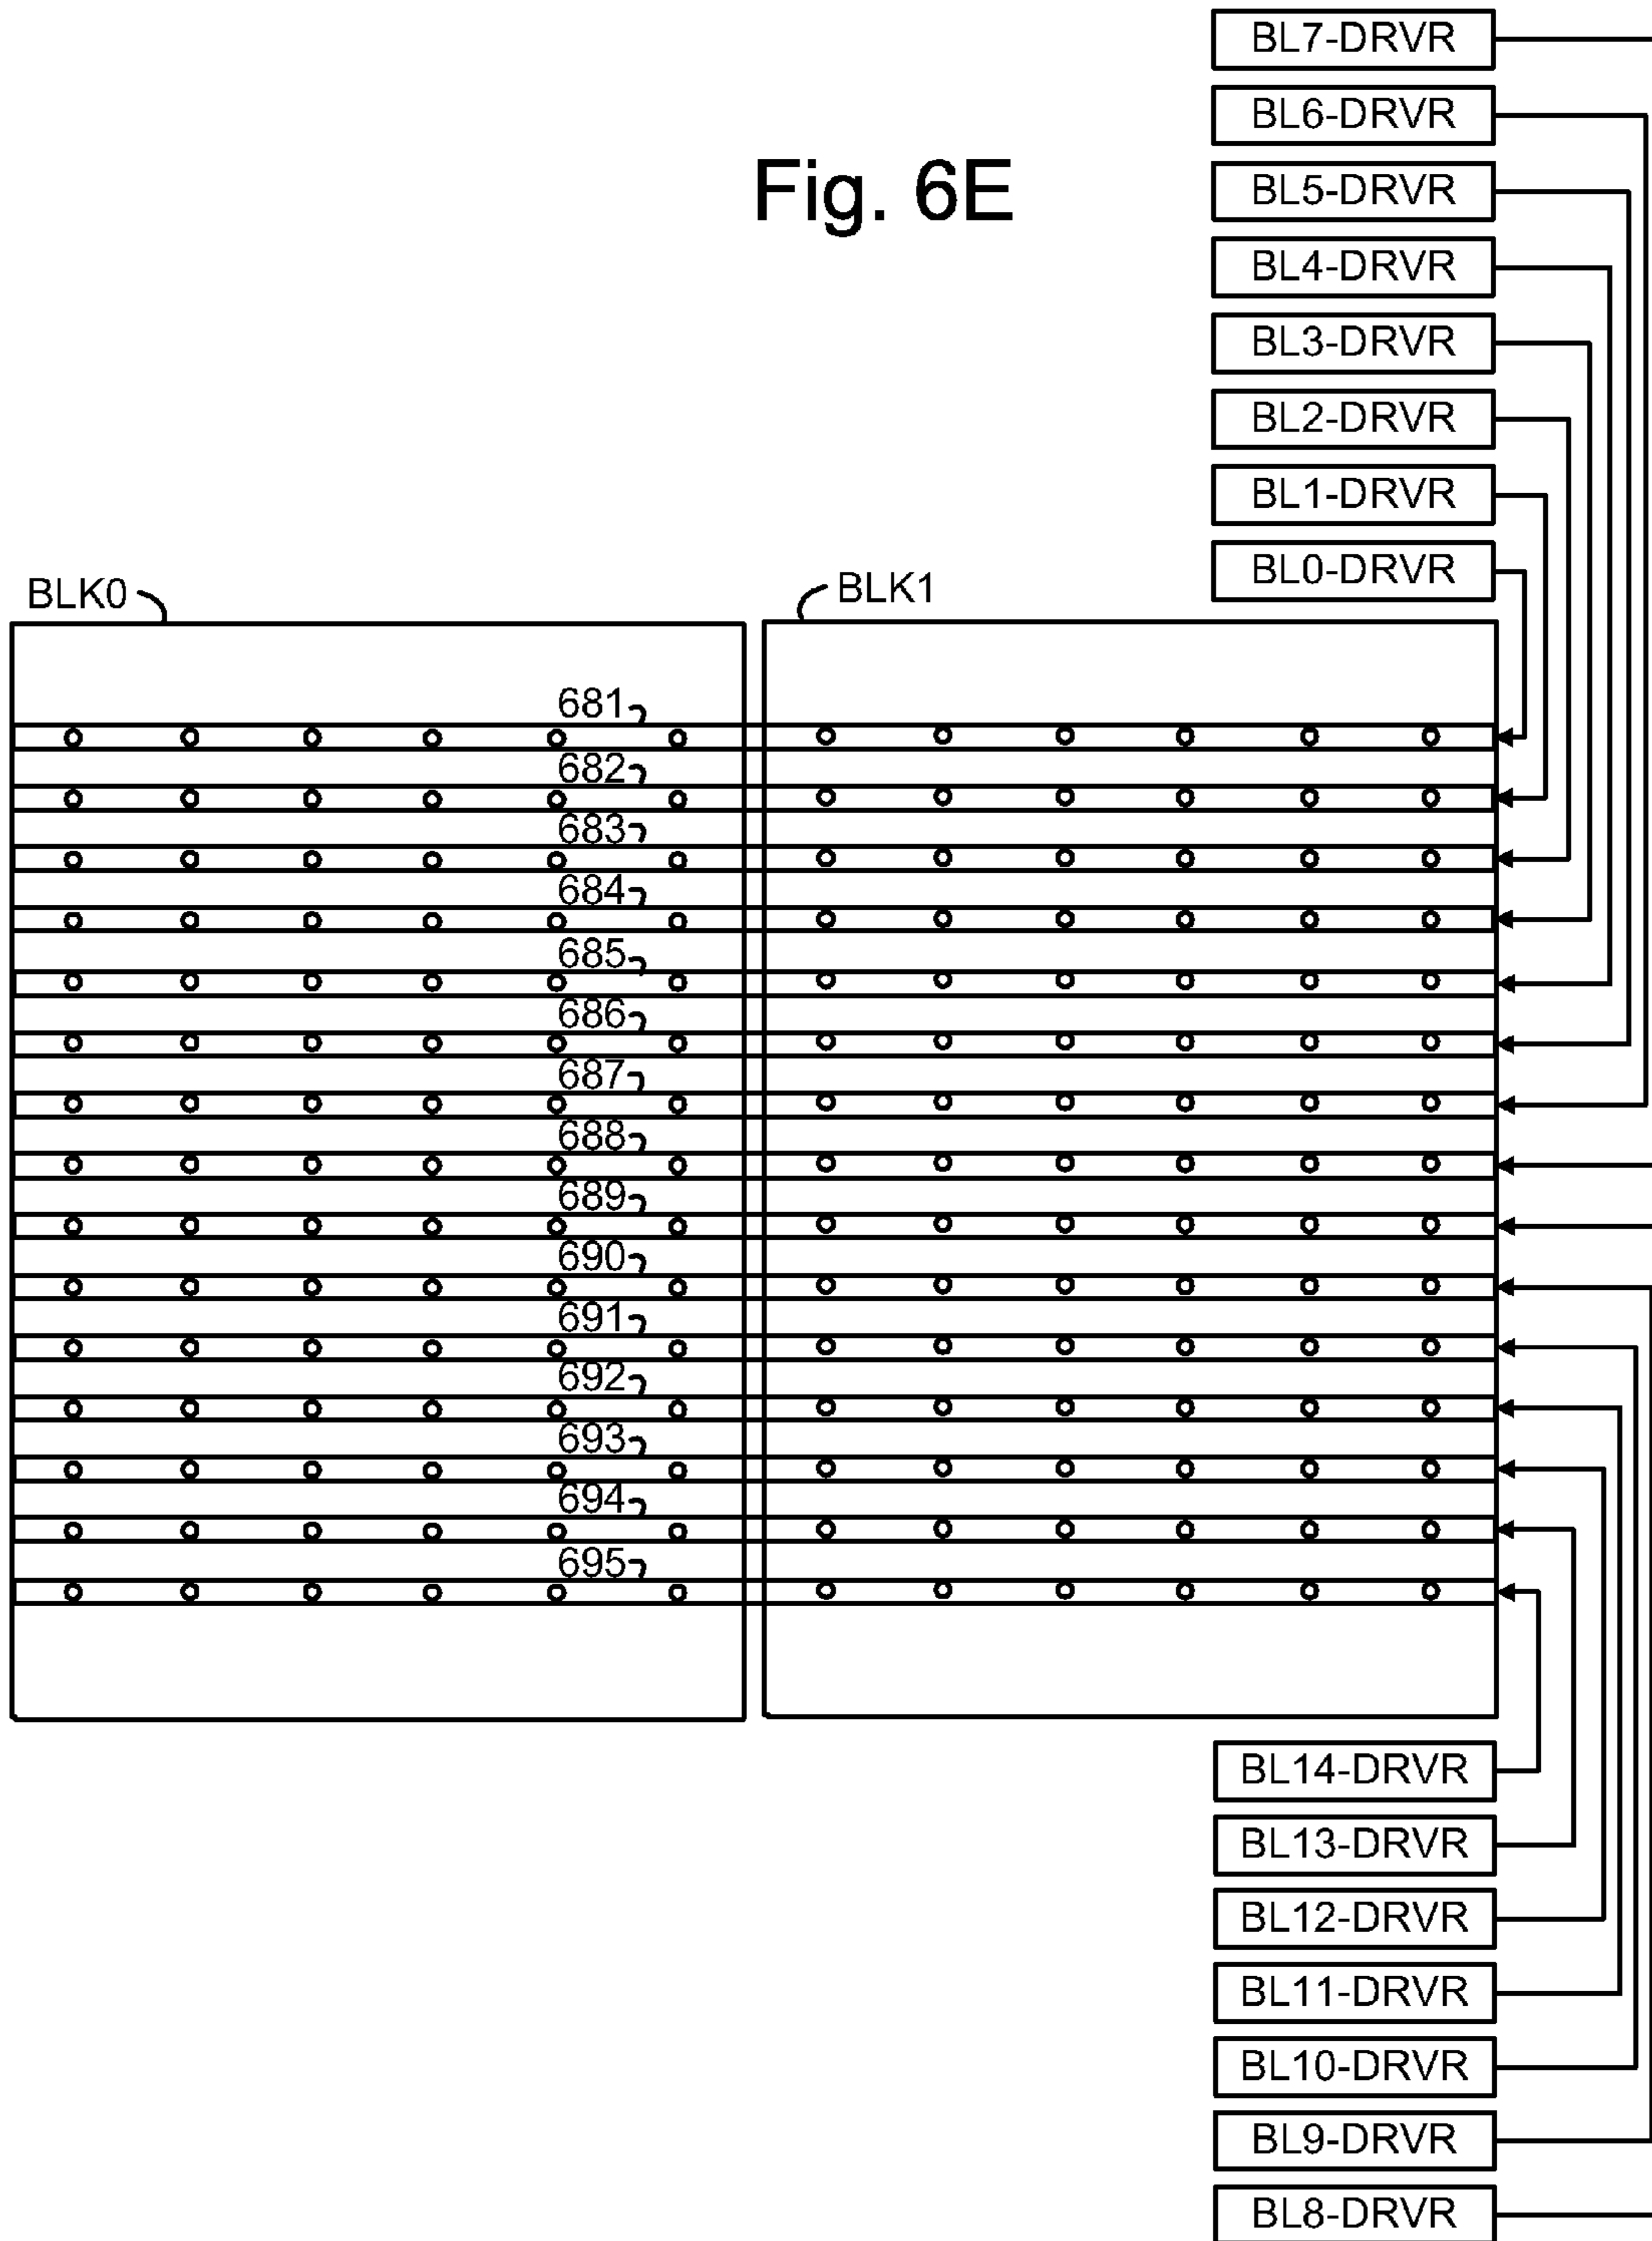 BL7-DRVR
BL6-DRVR
Fig. 6E
BL5-DRVR
BL4-DRVR
BL3-DRVR
BL2-DRVR
BL1-DRVR
BL0-DRVR
BLK0
BLK1
681
682
683
684
685
686
687
688
689
690
691
692
693
694
695
BL14-DRVR
BL13-DRVR
BL12-DRVR
BL11-DRVR
BL10-DRVR
BL9-DRVR
BL8-DRVR